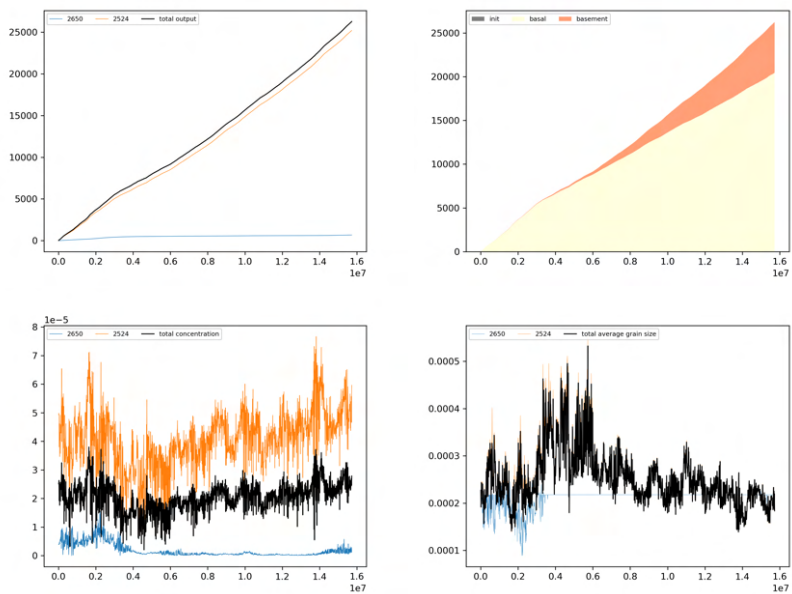 2650 2524 total output
25000
20000
15000
10000
5000
0
0.0 0.2 0.4 0.6 0.8 1.0 1.2 1.4 1.6
1e7
init basal basement
25000
20000
15000
10000
5000
0
0.0 0.2 0.4 0.6 0.8 1.0 1.2 1.4 1.6
1e7
1e-5
2650 2524 total concentration
8
7
6
5
4
3
2
1
0
0.0 0.2 0.4 0.6 0.8 1.0 1.2 1.4 1.6
1e7
2650 2524 total average grain size
0.0005
0.0004
0.0003
0.0002
0.0001
0.0 0.2 0.4 0.6 0.8 1.0 1.2 1.4 1.6
1e7